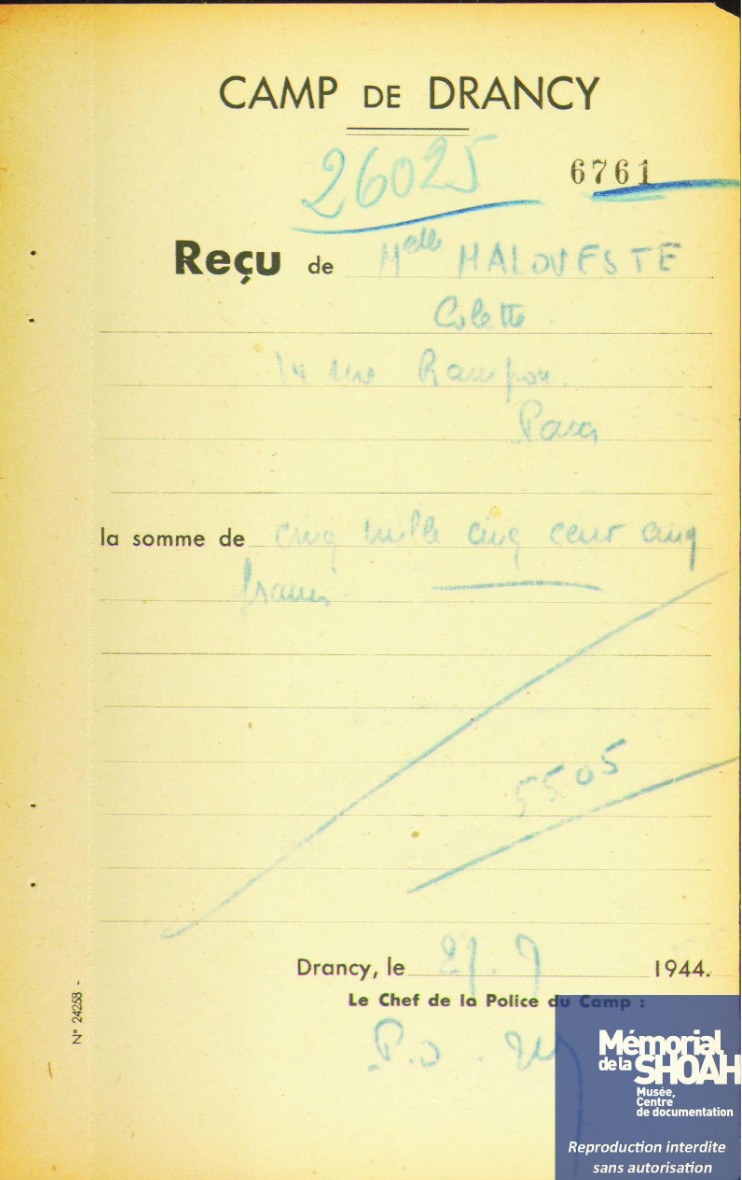 CAMP DE DRANCY
26025
6761
Reçu de Melle MALOVESTE
Colette
14 rue Rampon
Paris
la somme de cinq mille cinq cent cinq
francs
5505
Drancy, le 1944.
Le Chef de la Police du Camp :
P.O.
N° 24258 -
Mémorial
de la SHOAH
Musée,
Centre
de documentation
Reproduction interdite
sans autorisation